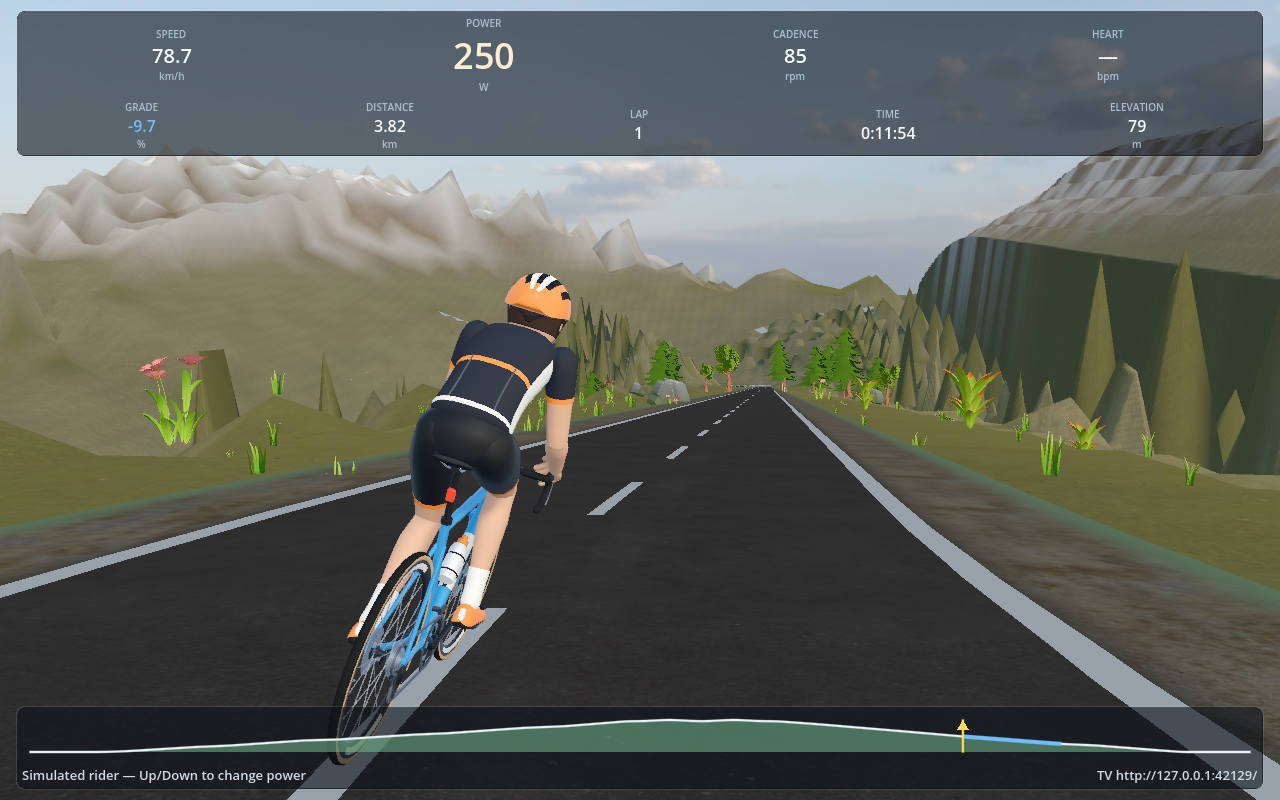 SPEED
78.7
km/h
POWER
250
W
CADENCE
85
rpm
HEART
—
bpm
GRADE
-9.7
%
DISTANCE
3.82
km
LAP
1
TIME
0:11:54
ELEVATION
79
m
Simulated rider — Up/Down to change power
TV http://127.0.0.1:42129/